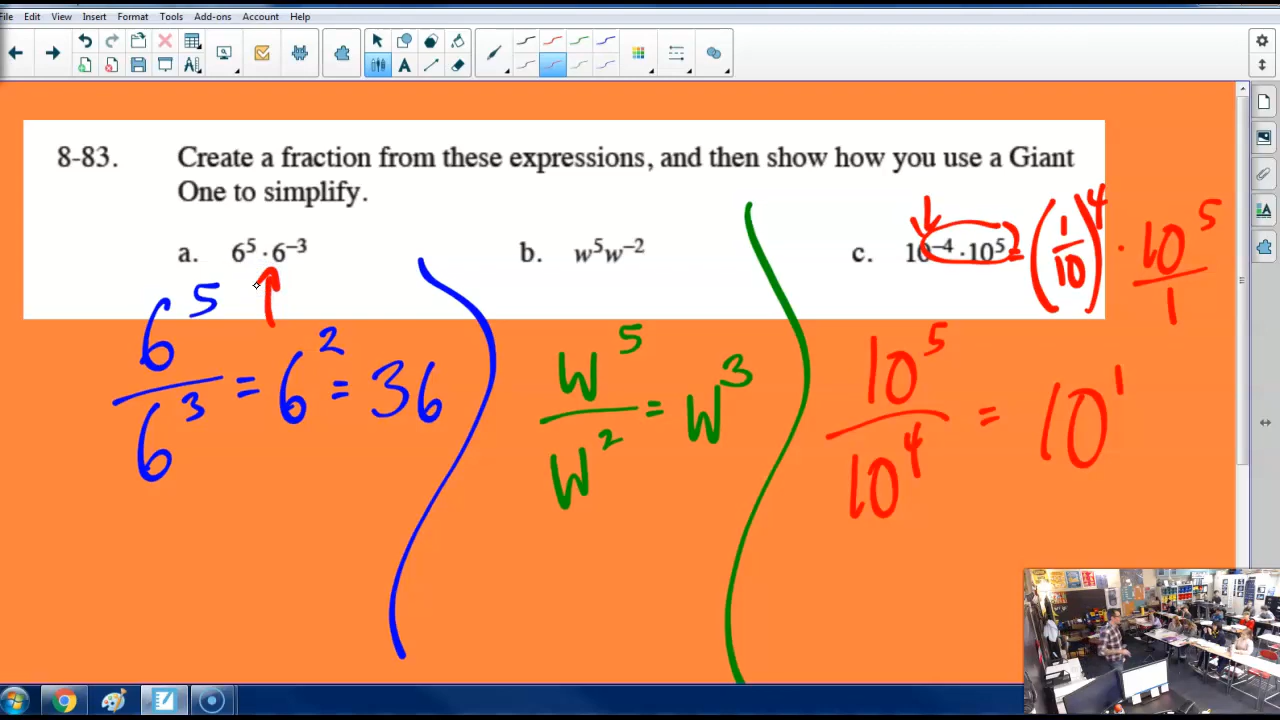 File Edit View Insert Format Tools Add-ons Account Help
8-83. Create a fraction from these expressions, and then show how you use a Giant
One to simplify.
a. 6⁵ · 6⁻³ b. w⁵w⁻² c. 10⁻⁴ · 10⁵ = (1/10)⁴ · 10⁵/1
6⁵/6³ = 6² = 36
w⁵/w² = w³
10⁵/10⁴ = 10¹